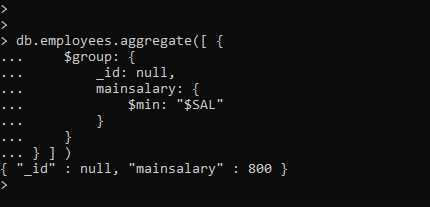 >
>
> db.employees.aggregate([ {
...     $group: {
...         _id: null,
...         mainsalary: {
...             $min: "$SAL"
...         }
...     }
... } ] )
{ "_id" : null, "mainsalary" : 800 }
>